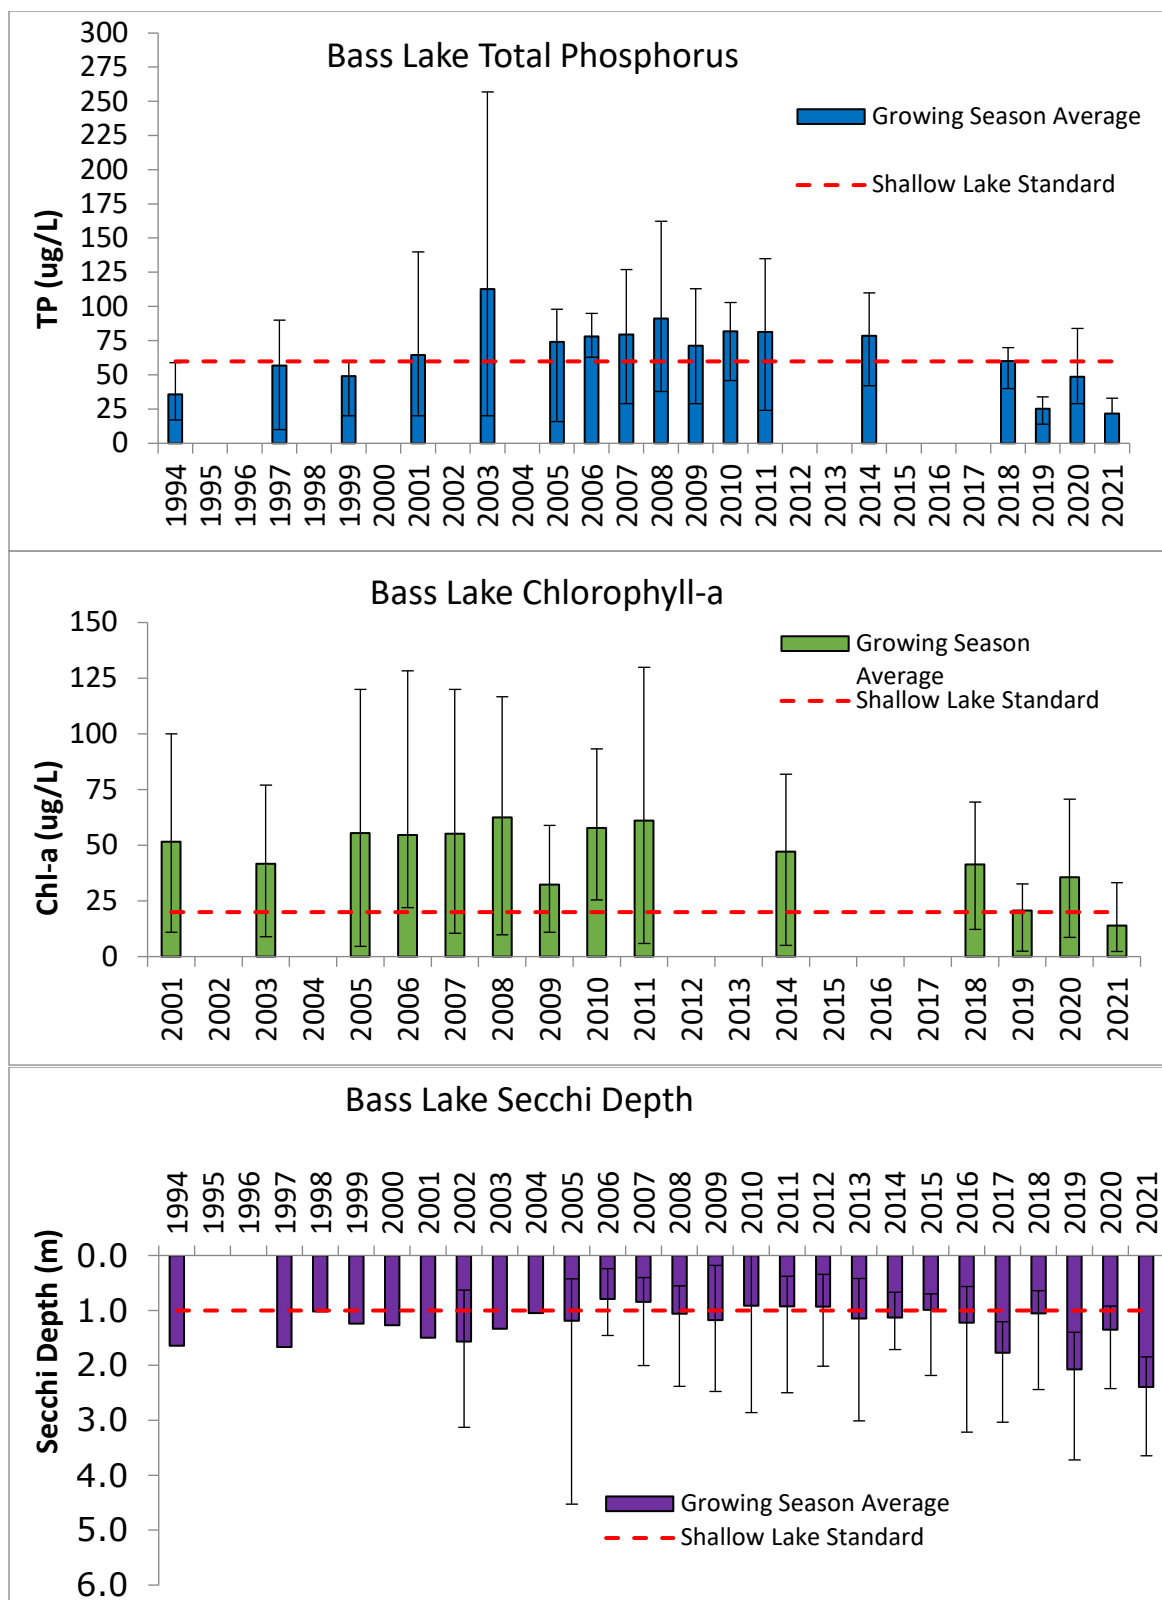 Bass Lake Total Phosphorus
300
275
250
225
200
175
150
125
100
75
50
25
0
TP (ug/L)
Growing Season Average
Shallow Lake Standard
1994 1995 1996 1997 1998 1999 2000 2001 2002 2003 2004 2005 2006 2007 2008 2009 2010 2011 2012 2013 2014 2015 2016 2017 2018 2019 2020 2021
Bass Lake Chlorophyll-a
150
125
100
75
50
25
0
Chl-a (ug/L)
Growing Season
Average
Shallow Lake Standard
2001 2002 2003 2004 2005 2006 2007 2008 2009 2010 2011 2012 2013 2014 2015 2016 2017 2018 2019 2020 2021
Bass Lake Secchi Depth
1994 1995 1996 1997 1998 1999 2000 2001 2002 2003 2004 2005 2006 2007 2008 2009 2010 2011 2012 2013 2014 2015 2016 2017 2018 2019 2020 2021
0.0
1.0
2.0
3.0
4.0
5.0
6.0
Secchi Depth (m)
Growing Season Average
Shallow Lake Standard